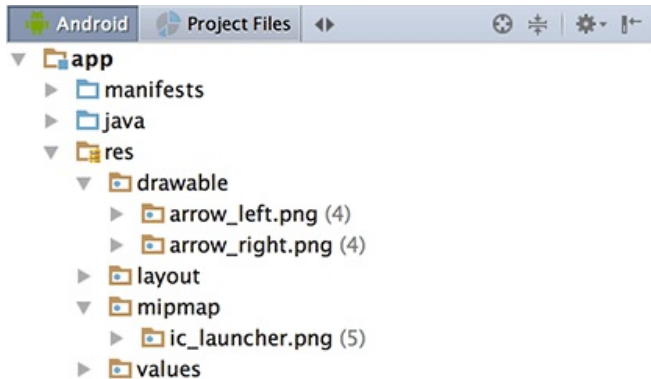 Android Project Files
app
manifests
java
res
drawable
arrow_left.png (4)
arrow_right.png (4)
layout
mipmap
ic_launcher.png (5)
values